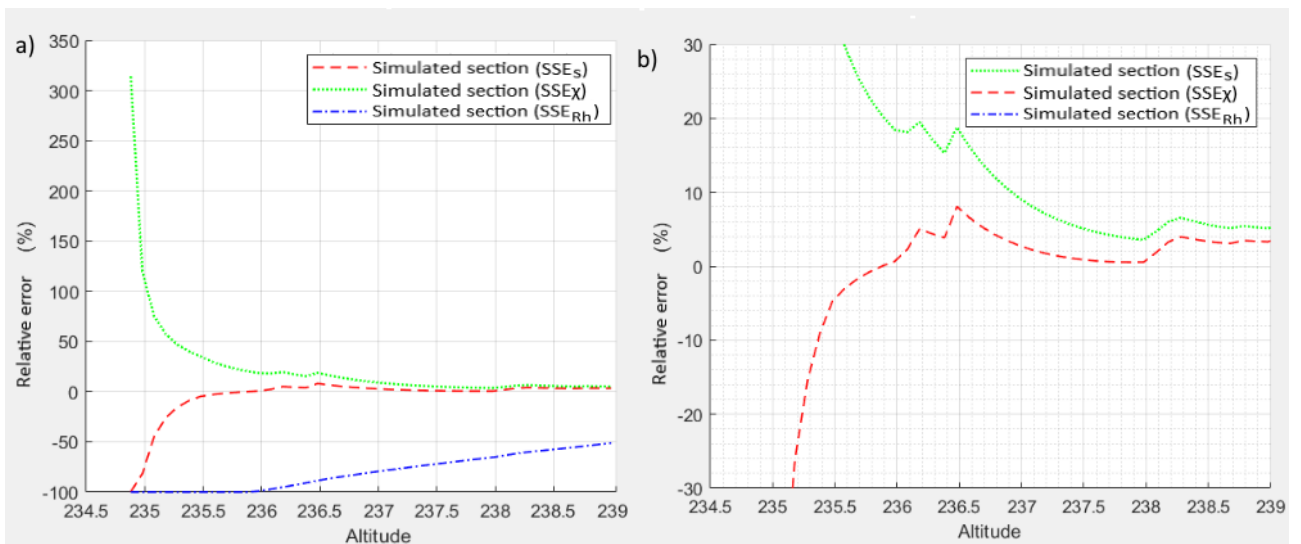 a)
350
300
250
200
150
100
50
0
-50
-100
Relative error (%)
234.5 235 235.5 236 236.5 237 237.5 238 238.5 239
Altitude
Simulated section (SSEs)
Simulated section (SSEχ)
Simulated section (SSERh)
b)
30
20
10
0
-10
-20
-30
Relative error (%)
234.5 235 235.5 236 236.5 237 237.5 238 238.5 239
Altitude
Simulated section (SSEs)
Simulated section (SSEχ)
Simulated section (SSERh)